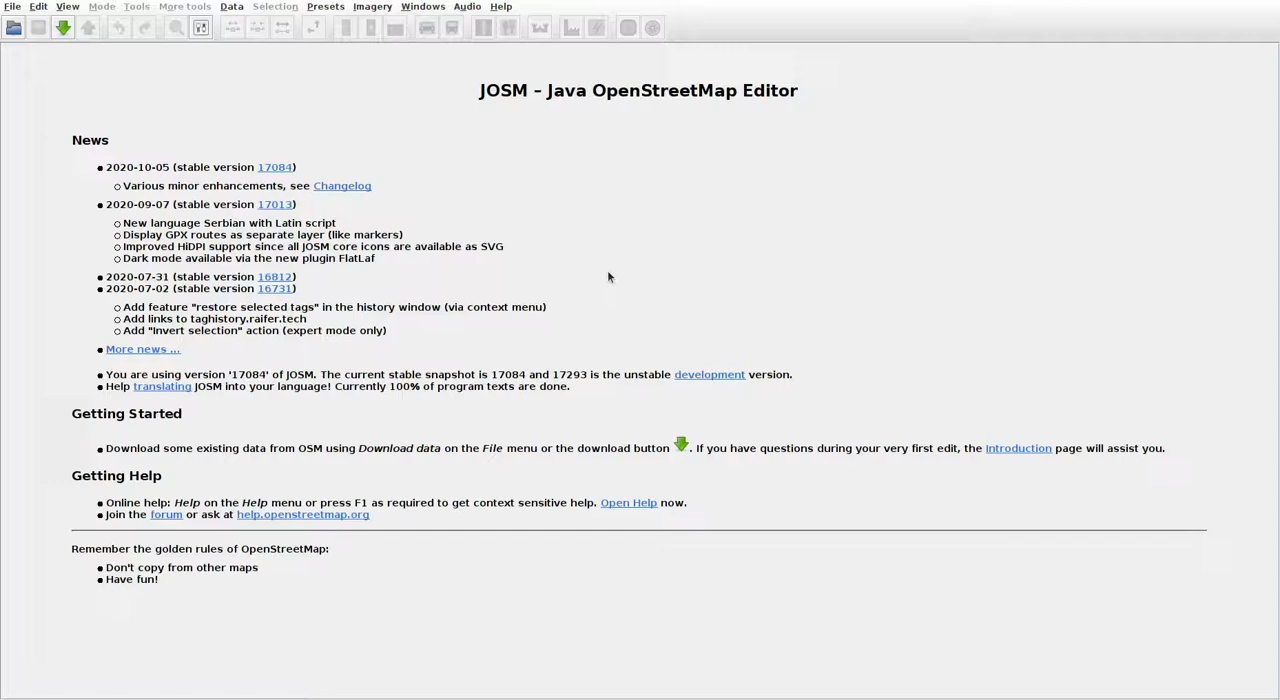 File Edit View Mode Tools More tools Data Selection Presets Imagery Windows Audio Help
JOSM – Java OpenStreetMap Editor
News
2020-10-05 (stable version 17084)
Various minor enhancements, see Changelog
2020-09-07 (stable version 17013)
New language Serbian with Latin script
Display GPX routes as separate layer (like markers)
Improved HiDPI support since all JOSM core icons are available as SVG
Dark mode available via the new plugin FlatLaf
2020-07-31 (stable version 16812)
2020-07-02 (stable version 16731)
Add feature "restore selected tags" in the history window (via context menu)
Add links to taghistory.raifer.tech
Add "Invert selection" action (expert mode only)
More news ...
You are using version '17084' of JOSM. The current stable snapshot is 17084 and 17293 is the unstable development version.
Help translating JOSM into your language! Currently 100% of program texts are done.
Getting Started
Download some existing data from OSM using Download data on the File menu or the download button . If you have questions during your very first edit, the Introduction page will assist you.
Getting Help
Online help: Help on the Help menu or press F1 as required to get context sensitive help. Open Help now.
Join the forum or ask at help.openstreetmap.org
Remember the golden rules of OpenStreetMap:
Don't copy from other maps
Have fun!